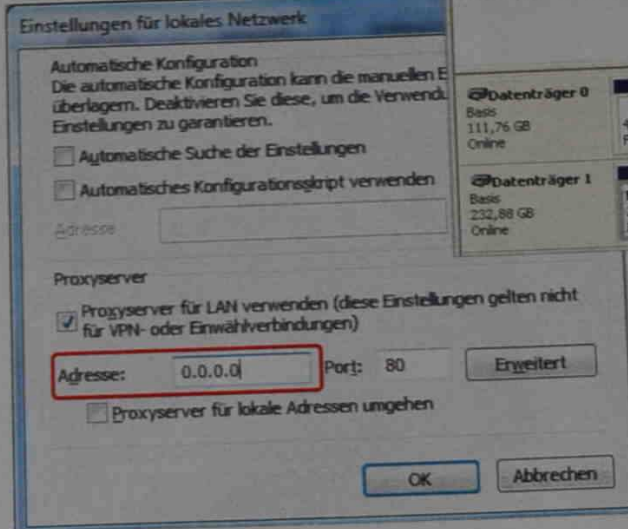 Einstellungen für lokales Netzwerk
Automatische Konfiguration
Die automatische Konfiguration kann die manuellen E
überlagern. Deaktivieren Sie diese, um die Verwendu
Einstellungen zu garantieren.
Automatische Suche der Einstellungen
Automatisches Konfigurationsskript verwenden
Adresse
Proxyserver
Proxyserver für LAN verwenden (diese Einstellungen gelten nicht
für VPN- oder Einwählverbindungen)
Adresse: 0.0.0.0 Port: 80 Erweitert
Proxyserver für lokale Adressen umgehen
OK Abbrechen
Datenträger 0
Basis
111,76 GB
Online
Datenträger 1
Basis
232,88 GB
Online